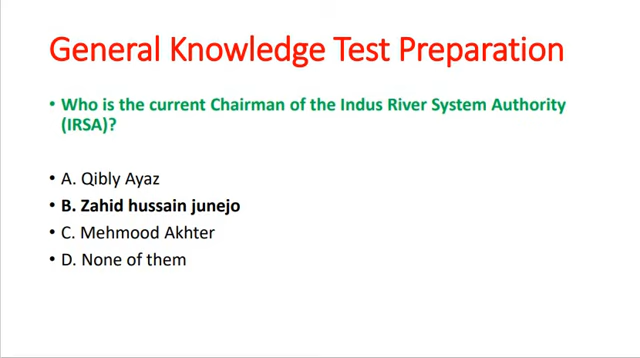 General Knowledge Test Preparation
• Who is the current Chairman of the Indus River System Authority
(IRSA)?
• A. Qibly Ayaz
• B. Zahid hussain junejo
• C. Mehmood Akhter
• D. None of them